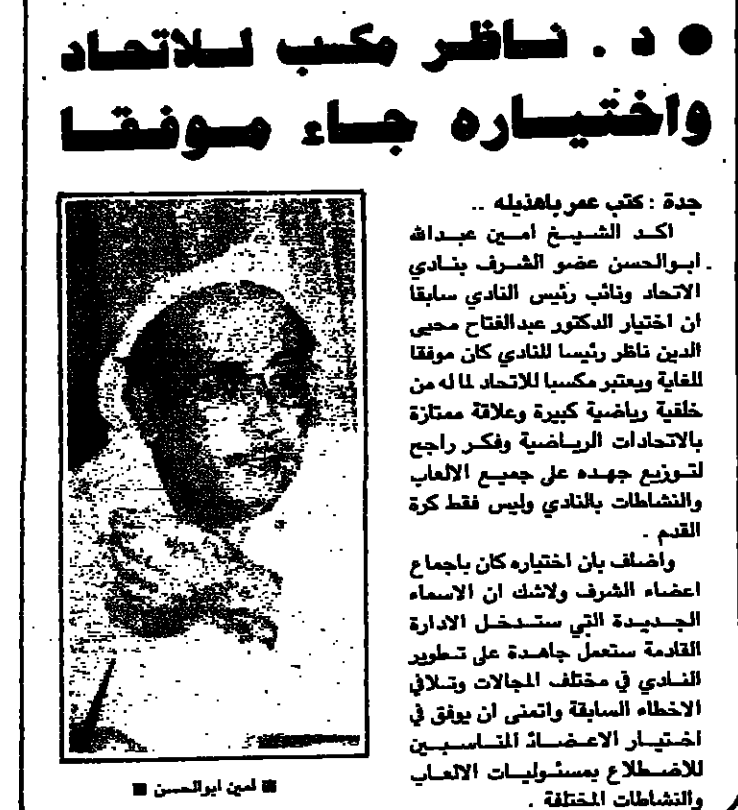 ● د . ناظر مكسب للاتحاد
واختياره جاء موفقا
جدة : كتب عمر باهذيله ..
اكد الشيخ امين عبدالله
ابوالحسن عضو الشرف بنادي
الاتحاد ونائب رئيس النادي سابقا
ان اختيار الدكتور عبدالفتاح محيى
الدين ناظر رئيسا للنادي كان موفقا
للغاية ويعتبر مكسبا للاتحاد لما له من
خلفية رياضية كبيرة وعلاقة ممتازة
بالاتحادات الرياضية وفكر راجح
لتوزيع جهده على جميع الالعاب
والنشاطات بالنادي وليس فقط كرة
القدم .
واضاف بان اختياره كان باجماع
اعضاء الشرف ولاشك ان الاسماء
الجديدة التي ستدخل الادارة
القادمة ستعمل جاهدة على تطوير
النادي في مختلف المجالات وتلافي
الاخطاء السابقة واتمنى ان يوفق في
اختيار الاعضاء المناسبين
للاضطلاع بمسئوليات الالعاب
والنشاطات المختلفة .
■ امين ابوالحسن ■